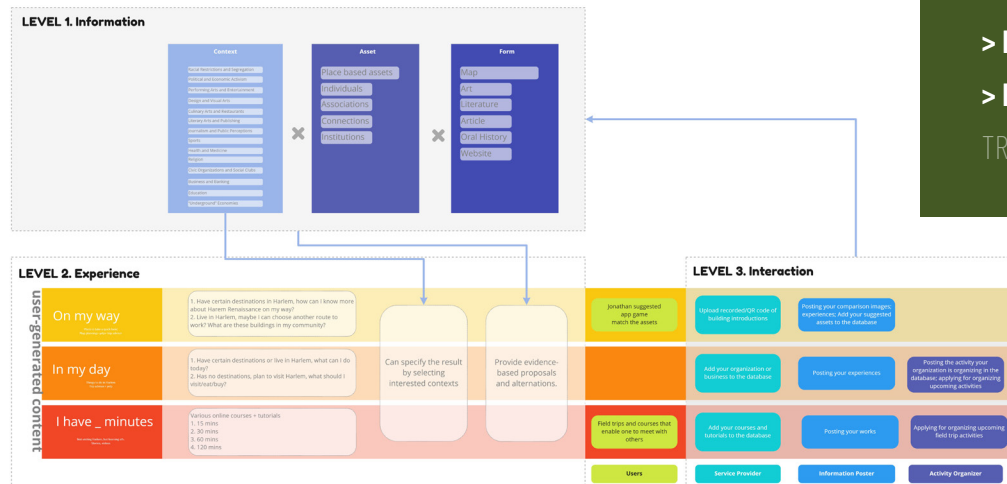 LEVEL 1. Information
Context
Racial Restrictions and Segregation
Political and Economic Activism
Performing Arts and Entertainment
Design and Visual Arts
Culinary Arts and Restaurants
Literary Arts and Publishing
Journalism and Public Perceptions
Sports
Health and Medicine
Religion
Civic Organizations and Social Clubs
Business and Banking
Education
"Underground" Economies
Asset
Place based assets
Individuals
Associations
Connections
Institutions
Form
Map
Art
Literature
Article
Oral History
Website
>
>
TR
LEVEL 2. Experience
user-generated content
On my way
1. Have certain destinations in Harlem, how can I know more
about Harem Renaissance on my way?
2. Live in Harlem, maybe I can choose another route to
work? What are these buildings in my community?
In my day
1. Have certain destinations or live in Harlem, what can I do
today?
2. Has no destinations, plan to visit Harlem, what should I
visit/eat/buy?
I have _ minutes
Various online courses + tutorials
1. 15 mins
2. 30 mins
3. 60 mins
4. 120 mins
Can specify the result
by selecting
interested contexts
Provide evidence-
based proposals
and alternations.
Jonathan suggested
app game
match the assets
Field trips and courses that
enable one to meet with
others
Users
LEVEL 3. Interaction
Upload recorded/QR code of
building introductions
Posting your comparison images;
experiences; Add your suggested
assets to the database
Add your organization or
business to the database
Posting your experiences
Posting the activity your
organization is organizing in the
database; applying for organizing
upcoming activities
Add your courses and
tutorials to the database
Posting your works
Applying for organizing upcoming
field trip activities
Service Provider
Information Poster
Activity Organizer